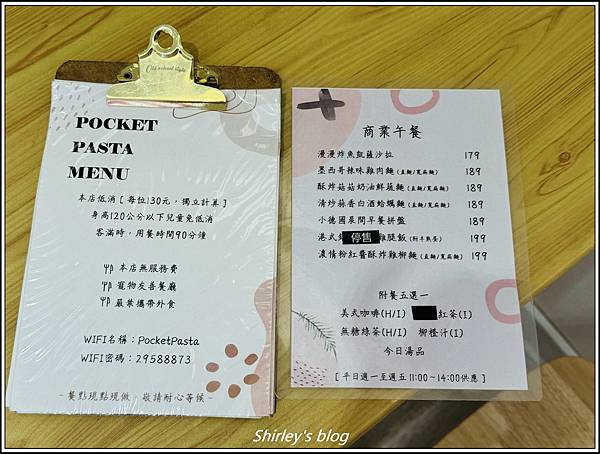 Old school style
POCKET
PASTA
MENU
本店低消 [ 每位130元, 獨立計算 ]
身高120公分以下兒童免低消
客滿時, 用餐時間90分鐘
本店無服務費
寵物友善餐廳
嚴禁攜帶外食
WIFI名稱：PocketPasta
WIFI密碼：29588873
–餐點現點現做，敬請耐心等候–
商業午餐
漫漫炸魚凱薩沙拉 179
墨西哥辣味雞肉麵(直麵/寬扁麵) 189
酥炸菇菇奶油鮮蔬麵(直麵/寬扁麵) 189
清炒蒜香白酒蛤蠣麵(直麵/寬扁麵) 189
小德國晨間早餐拼盤 189
港式 停售 雞腿飯(附半熟蛋) 199
濃情粉紅醬酥炸雞柳麵(直麵/寬扁麵) 199
附餐五選一
美式咖啡(H/I) 紅茶(I)
無糖綠茶(H/I) 柳橙汁(I)
今日湯品
[ 平日週一至週五11:00~14:00供應 ]
Shirley's blog